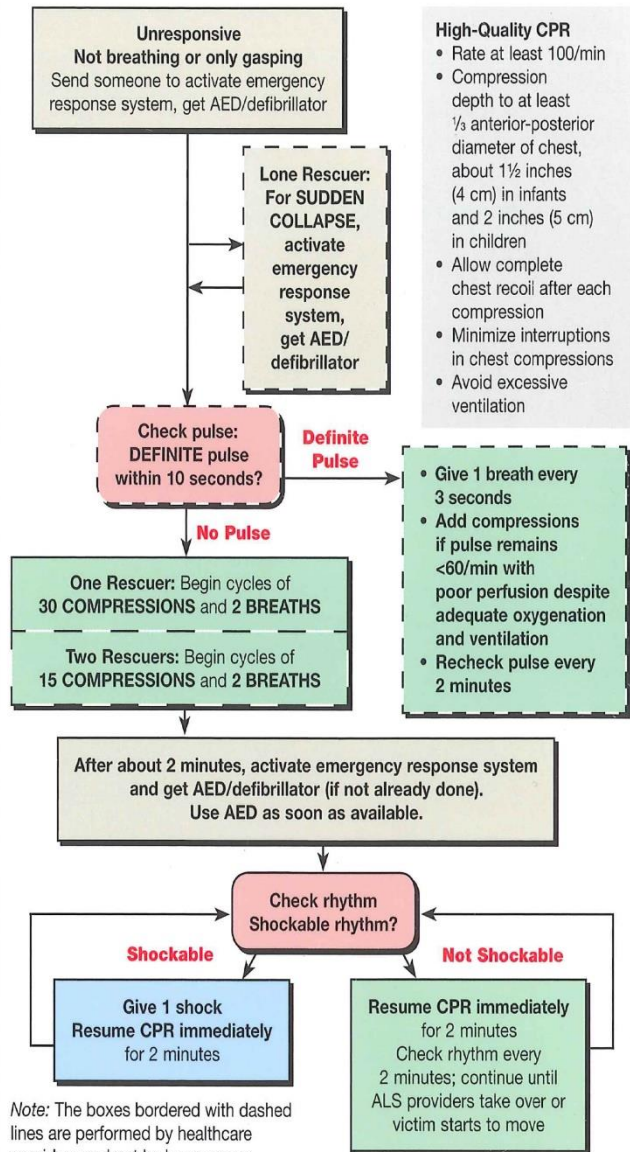 Unresponsive
Not breathing or only gasping
Send someone to activate emergency
response system, get AED/defibrillator
High-Quality CPR
• Rate at least 100/min
• Compression
depth to at least
⅓ anterior-posterior
diameter of chest,
about 1½ inches
(4 cm) in infants
and 2 inches (5 cm)
in children
• Allow complete
chest recoil after each
compression
• Minimize interruptions
in chest compressions
• Avoid excessive
ventilation
Lone Rescuer:
For SUDDEN
COLLAPSE,
activate
emergency
response
system,
get AED/
defibrillator
Check pulse:
DEFINITE pulse
within 10 seconds?
Definite
Pulse
• Give 1 breath every
3 seconds
• Add compressions
if pulse remains
<60/min with
poor perfusion despite
adequate oxygenation
and ventilation
• Recheck pulse every
2 minutes
No Pulse
One Rescuer: Begin cycles of
30 COMPRESSIONS and 2 BREATHS
Two Rescuers: Begin cycles of
15 COMPRESSIONS and 2 BREATHS
After about 2 minutes, activate emergency response system
and get AED/defibrillator (if not already done).
Use AED as soon as available.
Check rhythm
Shockable rhythm?
Shockable
Not Shockable
Give 1 shock
Resume CPR immediately
for 2 minutes
Resume CPR immediately
for 2 minutes
Check rhythm every
2 minutes; continue until
ALS providers take over or
victim starts to move
Note: The boxes bordered with dashed
lines are performed by healthcare